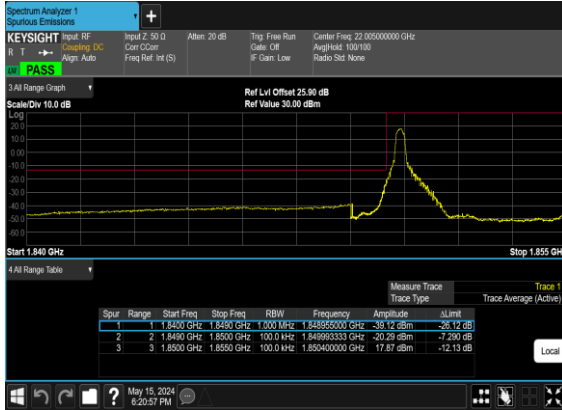 Spectrum Analyzer 1
Spurious Emissions
+
KEYSIGHT Input: RF Input Z: 50 Ω Atten: 20 dB Trig: Free Run Center Freq: 22.005000000 GHz
R T Coupling: DC Corr CCorr Gate: Off Avg|Hold: 100/100
Align: Auto Freq Ref: Int (S) IF Gain: Low Radio Std: None
PASS
3 All Range Graph
Ref Lvl Offset 25.90 dB
Scale/Div 10.0 dB Ref Value 30.00 dBm
Log
20.0
10.0
0.00
-10.0
-20.0
-30.0
-40.0
-50.0
-60.0
Start 1.840 GHz Stop 1.855 GH
4 All Range Table
Measure Trace Trace 1
Trace Type Trace Average (Active)
Spur Range Start Freq Stop Freq RBW Frequency Amplitude ΔLimit
1 1 1.8400 GHz 1.8490 GHz 1.000 MHz 1.848955000 GHz -39.12 dBm -26.12 dB
2 2 1.8490 GHz 1.8500 GHz 100.0 kHz 1.849993333 GHz -20.29 dBm -7.290 dB
3 3 1.8500 GHz 1.8550 GHz 100.0 kHz 1.850400000 GHz 17.87 dBm -12.13 dB
Local
? May 15, 2024
6:20:57 PM